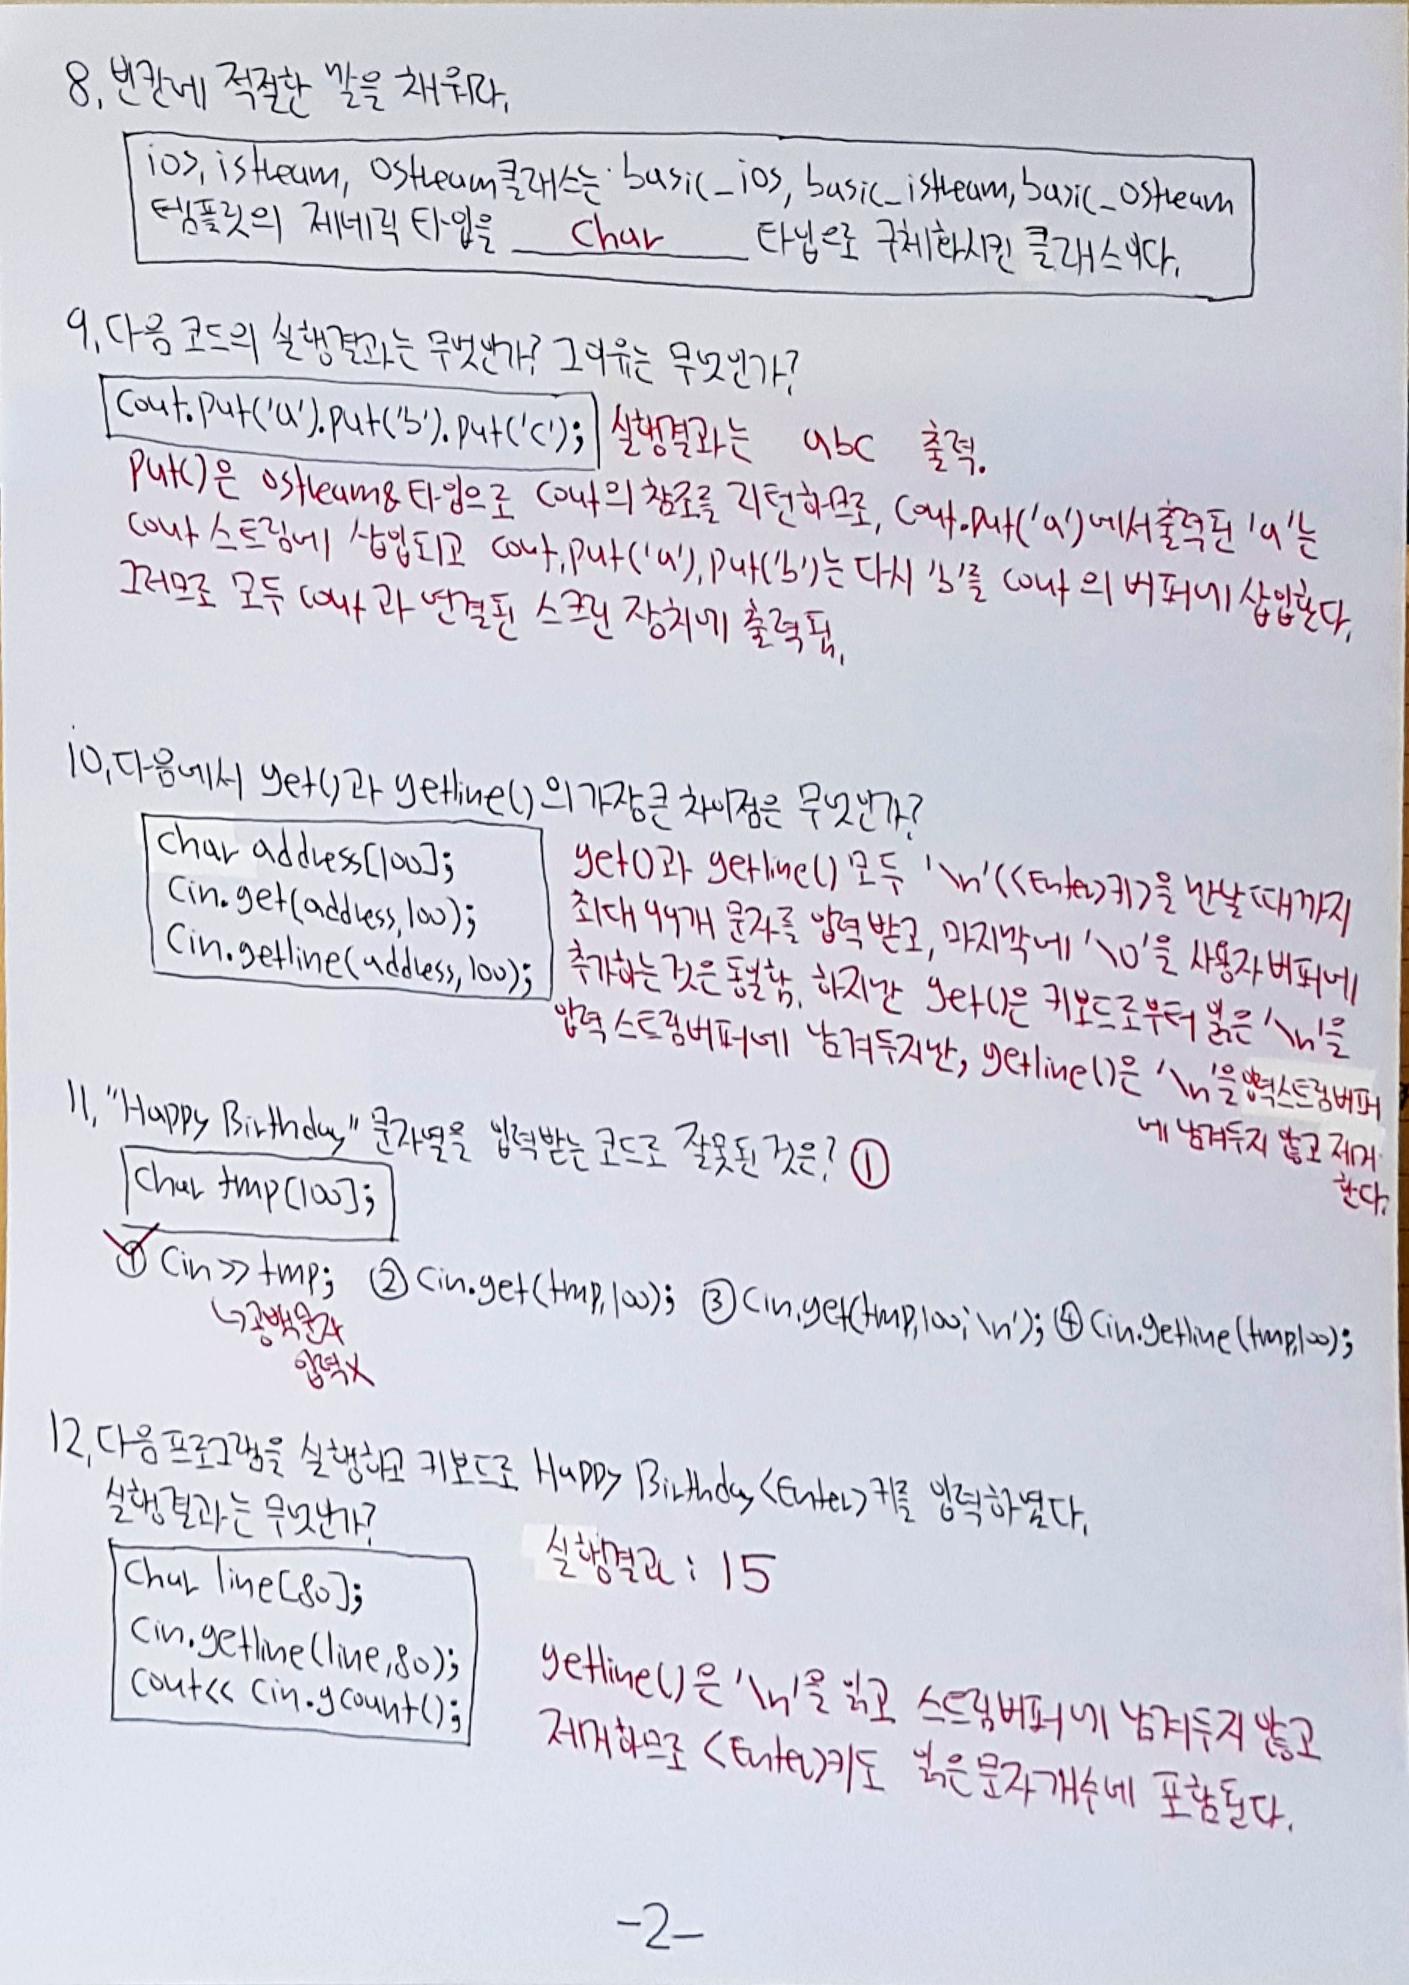 8. 빈칸에 적절한 말을 채워라.
ios, istream, ostream클래스는 basic_ios, basic_istream, basic_ostream
템플릿의 제네릭 타입을 char 타입으로 구체화시킨 클래스이다.
9. 다음 코드의 실행결과는 무엇인가? 그 이유는 무엇인가?
cout.put('a').put('b').put('c'); 실행결과는 abc 출력.
put()은 ostream& 타입으로 cout의 참조를 리턴하므로, cout.put('a')에서 출력된 'a'는
cout 스트림에 삽입되고 cout.put('a').put('b')는 다시 'b'를 cout의 버퍼에 삽입한다.
그러므로 모두 cout과 연결된 스크린 장치에 출력됨.
10. 다음에서 get()과 getline()의 가장 큰 차이점은 무엇인가?
char address[100];
cin.get(address,100);
cin.getline(address,100);
get()과 getline() 모두 '\n'(<Enter>키)을 만날 때까지
최대 99개 문자를 입력 받고, 마지막에 '\0'을 사용자 버퍼에
추가하는 것은 동일함. 하지만 get()은 키보드로부터 읽은 '\n'을
입력 스트림버퍼에 남겨두지만, getline()은 '\n'을 입력스트림버퍼
에 남겨두지 않고 제거
한다.
11. "Happy Birthday" 문자열을 입력받는 코드로 잘못된 것은? ①
char tmp[100];
① cin >> tmp; ② cin.get(tmp,100); ③ cin.get(tmp,100,'\n'); ④ cin.getline(tmp,100);
↳공백문자
입력X
12. 다음 프로그램을 실행하고 키보드로 Happy Birthday<Enter>키를 입력하였다.
실행결과는 무엇인가?
char line[80];
cin.getline(line,80);
cout<< cin.gcount();
실행결과 : 15
getline()은 '\n'을 읽고 스트림버퍼에 남겨두지 않고
제거하므로 <Enter>키도 읽은 문자 개수에 포함된다.
-2-